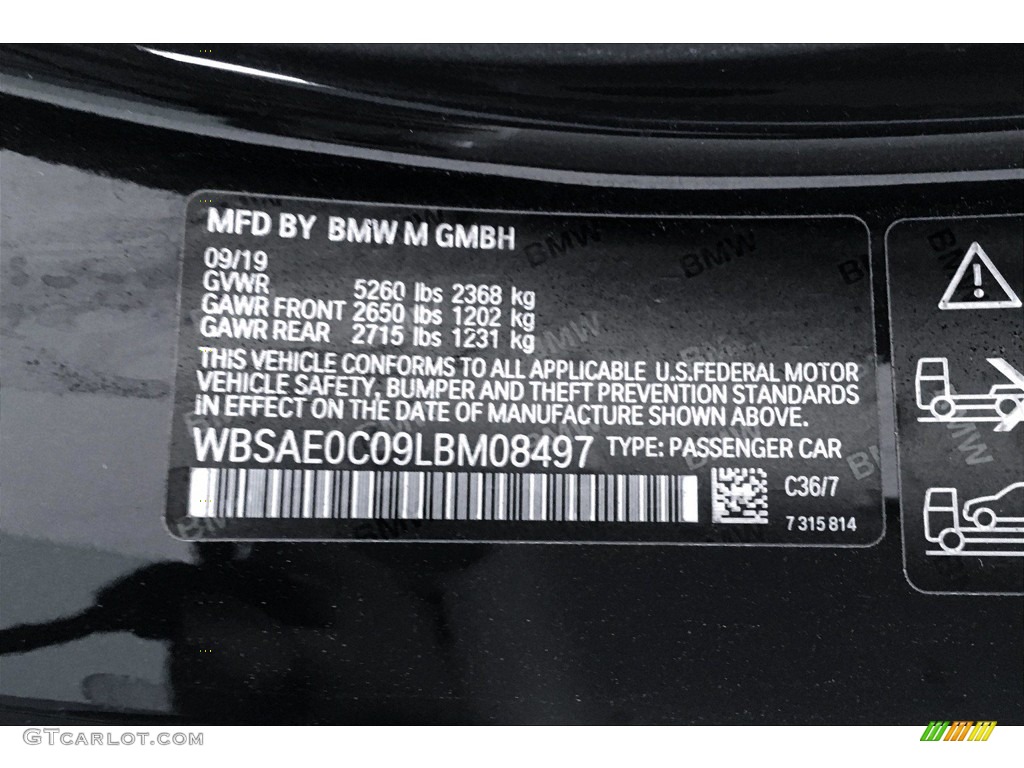 MFD BY BMW M GMBH
09/19
GVWR 5260 lbs 2368 kg
GAWR FRONT 2650 lbs 1202 kg
GAWR REAR 2715 lbs 1231 kg
THIS VEHICLE CONFORMS TO ALL APPLICABLE U.S.FEDERAL MOTOR
VEHICLE SAFETY, BUMPER AND THEFT PREVENTION STANDARDS
IN EFFECT ON THE DATE OF MANUFACTURE SHOWN ABOVE.
WBSAE0C09LBM08497 TYPE: PASSENGER CAR
C36/7
7 315 814
GTCARLOT.COM